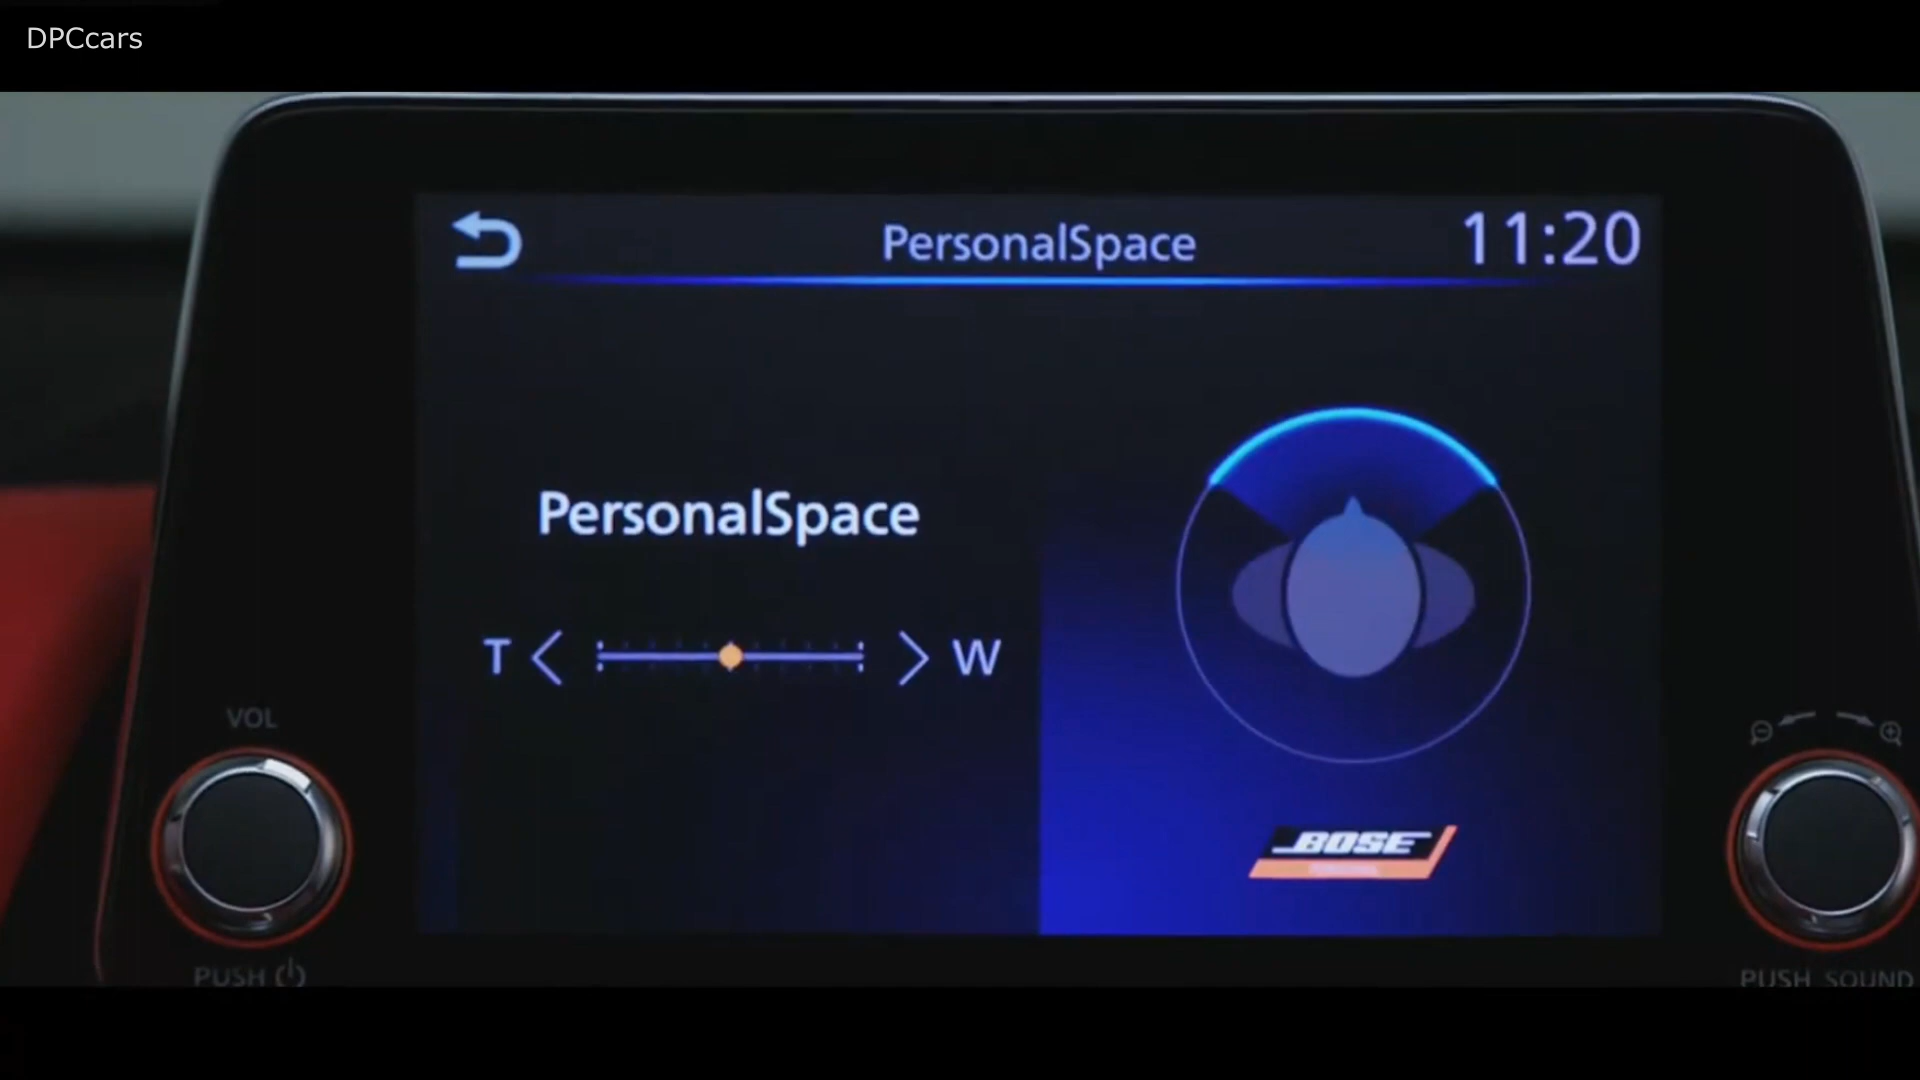 DPCcars
PersonalSpace
11:20
PersonalSpace
T
W
VOL
BOSE
PUSH
PUSH SOUND